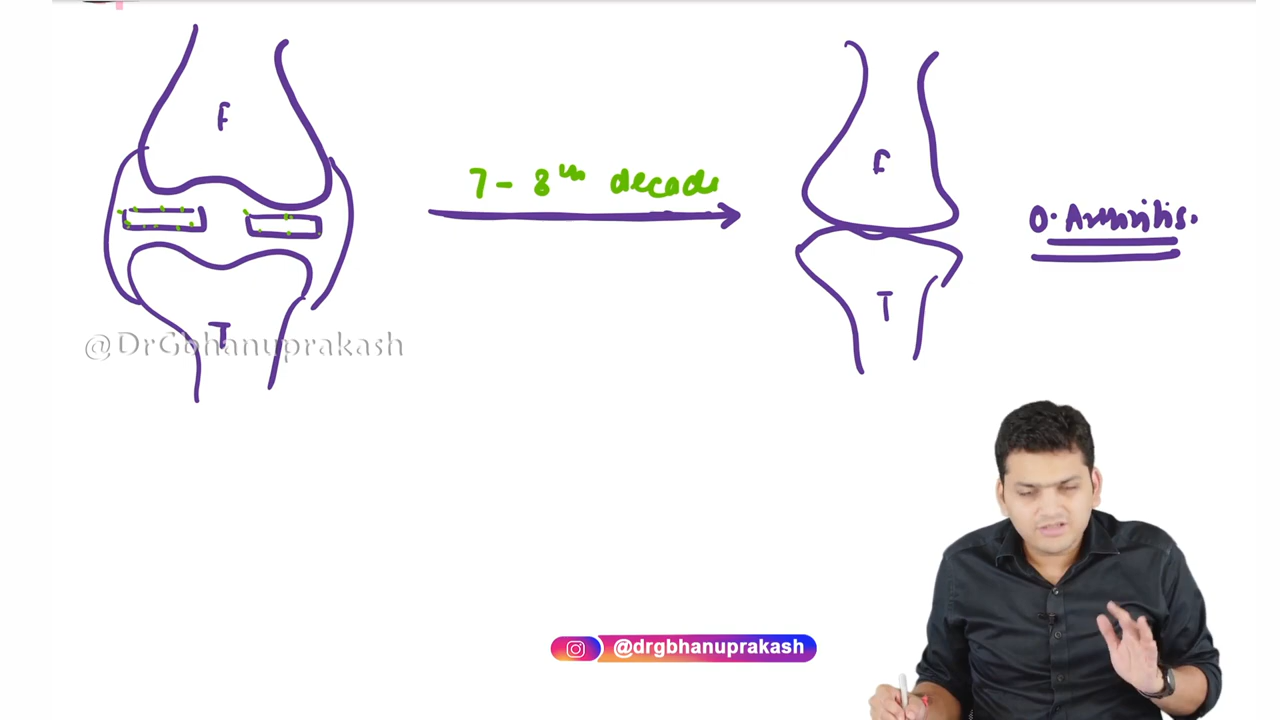 F
T
@DrGbhanuprakash
7 - 8th decade
F
T
O. Arthritis.
@drgbhanuprakash